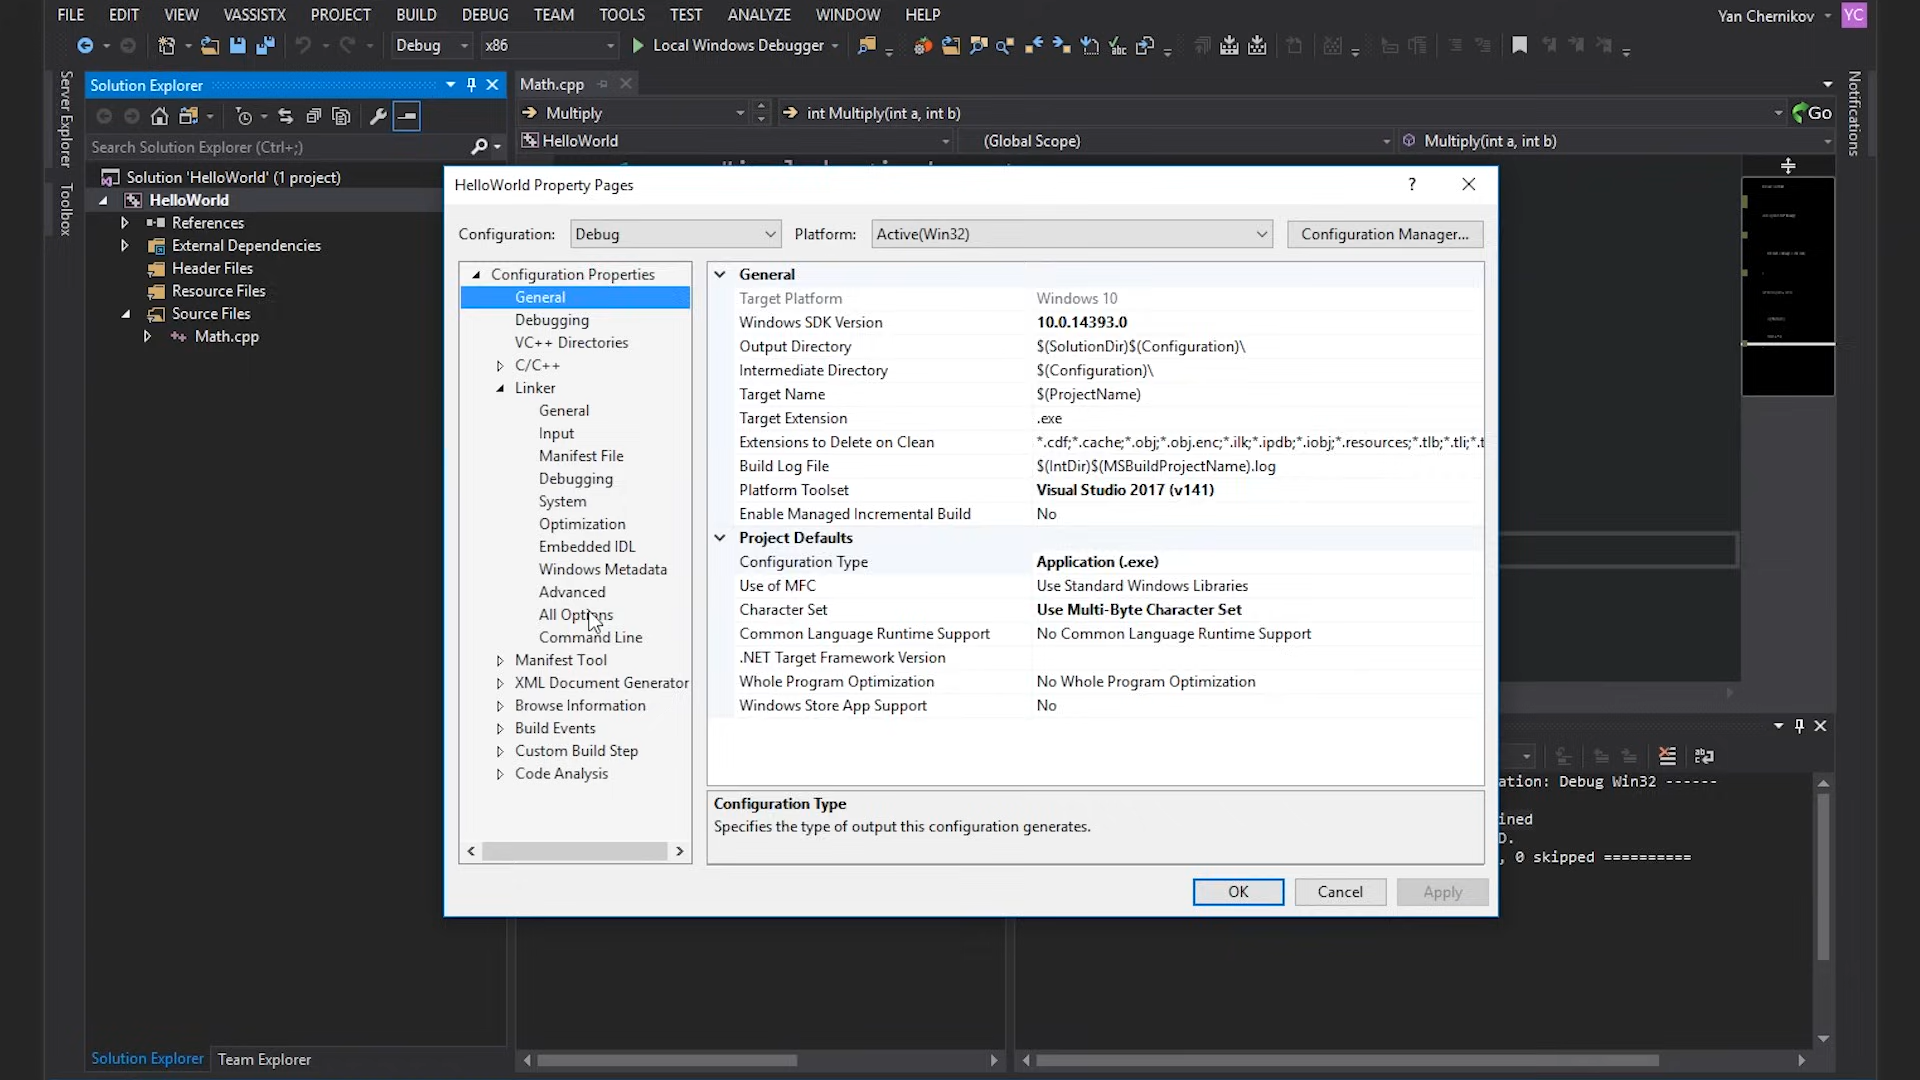 FILE EDIT VIEW VASSISTX PROJECT BUILD DEBUG TEAM TOOLS TEST ANALYZE WINDOW HELP
Yan Chernikov YC
Debug x86 Local Windows Debugger
Server Explorer
Toolbox
Notifications
Solution Explorer
Search Solution Explorer (Ctrl+;)
Solution 'HelloWorld' (1 project)
HelloWorld
References
External Dependencies
Header Files
Resource Files
Source Files
Math.cpp
Solution Explorer Team Explorer
Math.cpp
Multiply int Multiply(int a, int b) Go
HelloWorld (Global Scope) Multiply(int a, int b)
HelloWorld Property Pages ?
Configuration: Debug Platform: Active(Win32) Configuration Manager...
Configuration Properties
General
Debugging
VC++ Directories
C/C++
Linker
General
Input
Manifest File
Debugging
System
Optimization
Embedded IDL
Windows Metadata
Advanced
All Options
Command Line
Manifest Tool
XML Document Generator
Browse Information
Build Events
Custom Build Step
Code Analysis
General
Target Platform Windows 10
Windows SDK Version 10.0.14393.0
Output Directory $(SolutionDir)$(Configuration)\
Intermediate Directory $(Configuration)\
Target Name $(ProjectName)
Target Extension .exe
Extensions to Delete on Clean *.cdf;*.cache;*.obj;*.obj.enc;*.ilk;*.ipdb;*.iobj;*.resources;*.tlb;*.tli;*.t
Build Log File $(IntDir)$(MSBuildProjectName).log
Platform Toolset Visual Studio 2017 (v141)
Enable Managed Incremental Build No
Project Defaults
Configuration Type Application (.exe)
Use of MFC Use Standard Windows Libraries
Character Set Use Multi-Byte Character Set
Common Language Runtime Support No Common Language Runtime Support
.NET Target Framework Version
Whole Program Optimization No Whole Program Optimization
Windows Store App Support No
Configuration Type
Specifies the type of output this configuration generates.
OK Cancel Apply
ation: Debug Win32 ------
ined
D.
, 0 skipped ==========